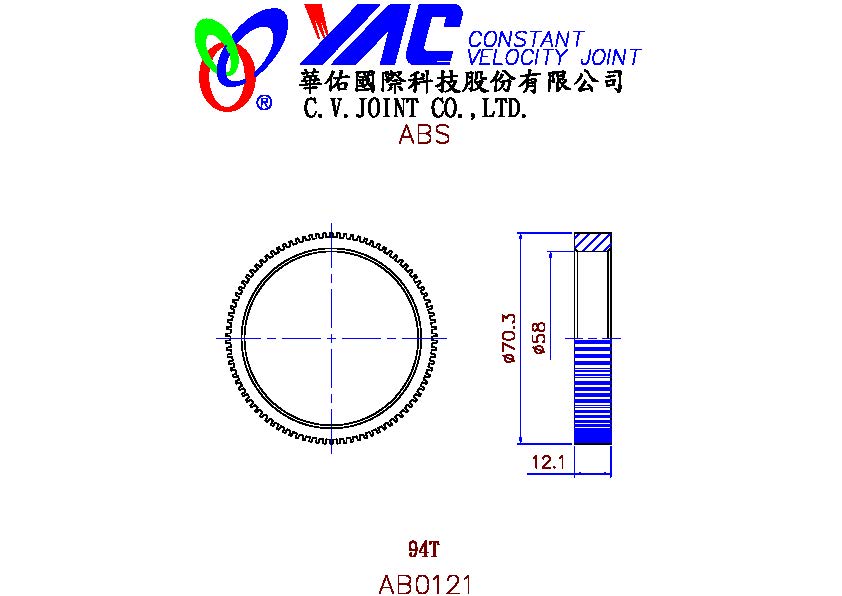 YAC CONSTANT
VELOCITY JOINT
®
華佑國際科技股份有限公司
C.V.JOINT CO.,LTD.
ABS
ø70.3
ø58
12.1
94T
AB0121